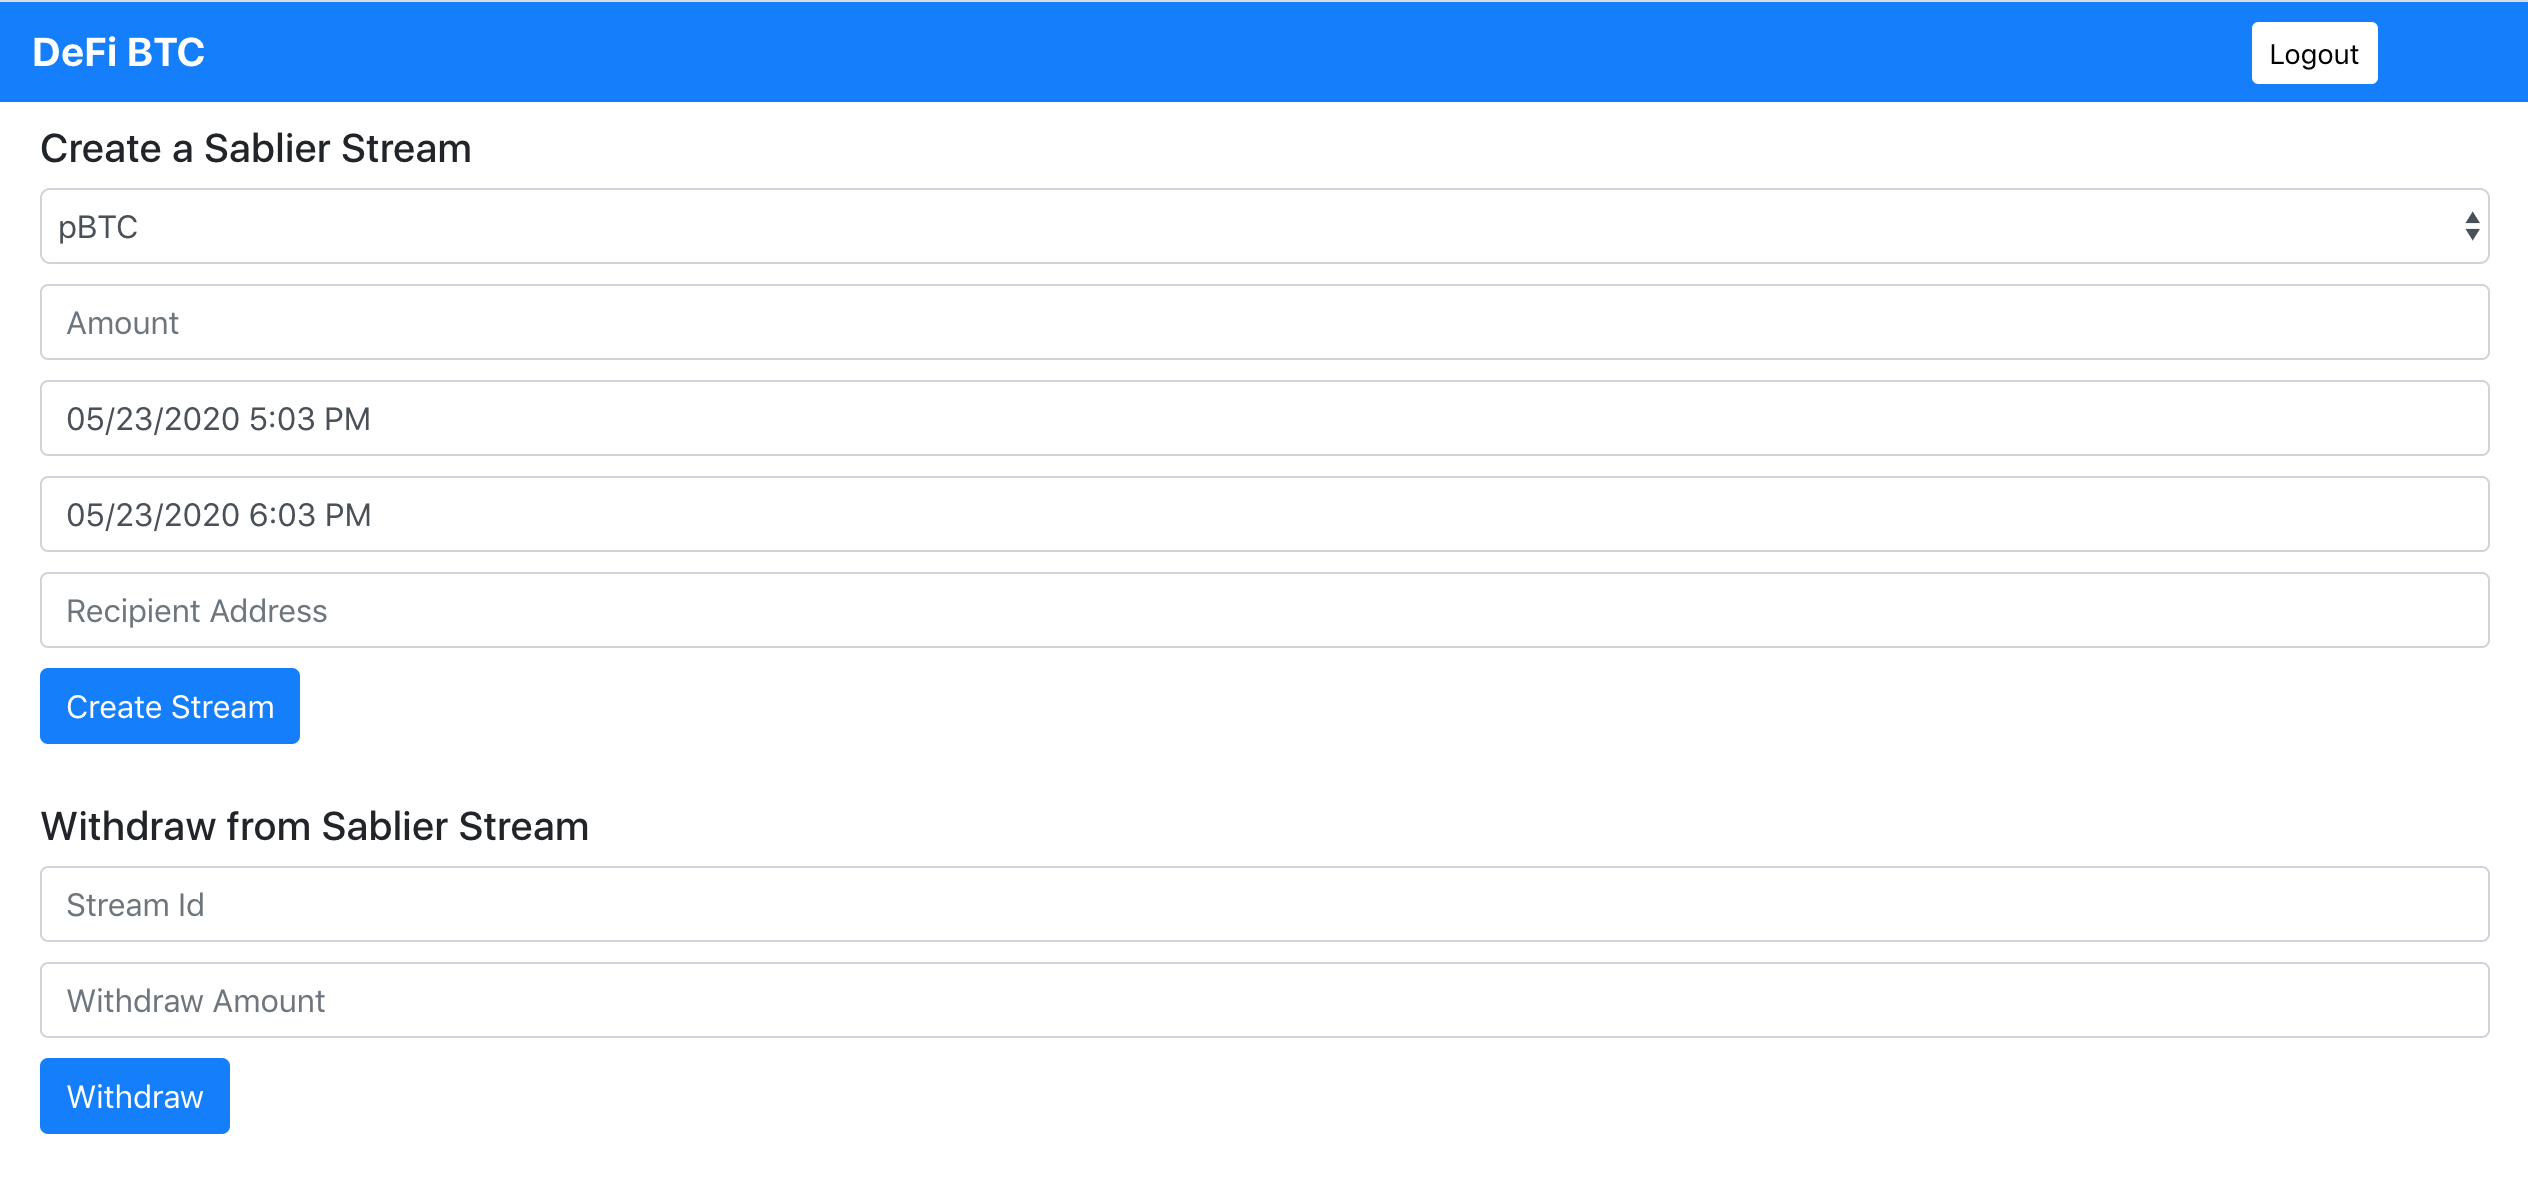 DeFi BTC
Logout
Create a Sablier Stream
pBTC
Amount
05/23/2020 5:03 PM
05/23/2020 6:03 PM
Recipient Address
Create Stream
Withdraw from Sablier Stream
Stream Id
Withdraw Amount
Withdraw